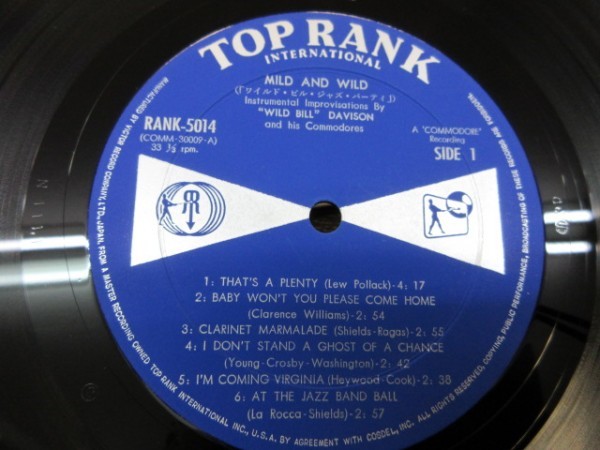 TOP RANK
INTERNATIONAL
MILD AND WILD
(「ワイルド・ビル・ジャズ・パーティ」)
Instrumental Improvisations By
"WILD BILL" DAVISON
and his Commodores
RANK-5014
(COMM-30009-A)
33 ⅓ rpm.
A "COMMODORE"
Recording
SIDE 1
1: THAT'S A PLENTY (Lew Pollack)-4: 17
2: BABY WON'T YOU PLEASE COME HOME
(Clarence Williams)-2: 54
3: CLARINET MARMALADE (Shields-Ragas)-2: 55
4: I DON'T STAND A GHOST OF A CHANCE
(Young-Crosby-Washington)-2: 42
5: I'M COMING VIRGINIA (Heywood-Cook)-2: 38
6: AT THE JAZZ BAND BALL
(La Rocca-Shields)-2: 57
MANUFACTURED BY VICTOR RECORD COMPANY, LTD., JAPAN, FROM A MASTER RECORDING OWNED TOP RANK INTERNATIONAL INC., U.S.A. BY AGREEMENT WITH COSDEL, INC. ALL RIGHTS RESERVED. COPYING, PUBLIC PERFORMANCE, BROADCASTING OF THESE RECORDING ARE FORBIDDEN.